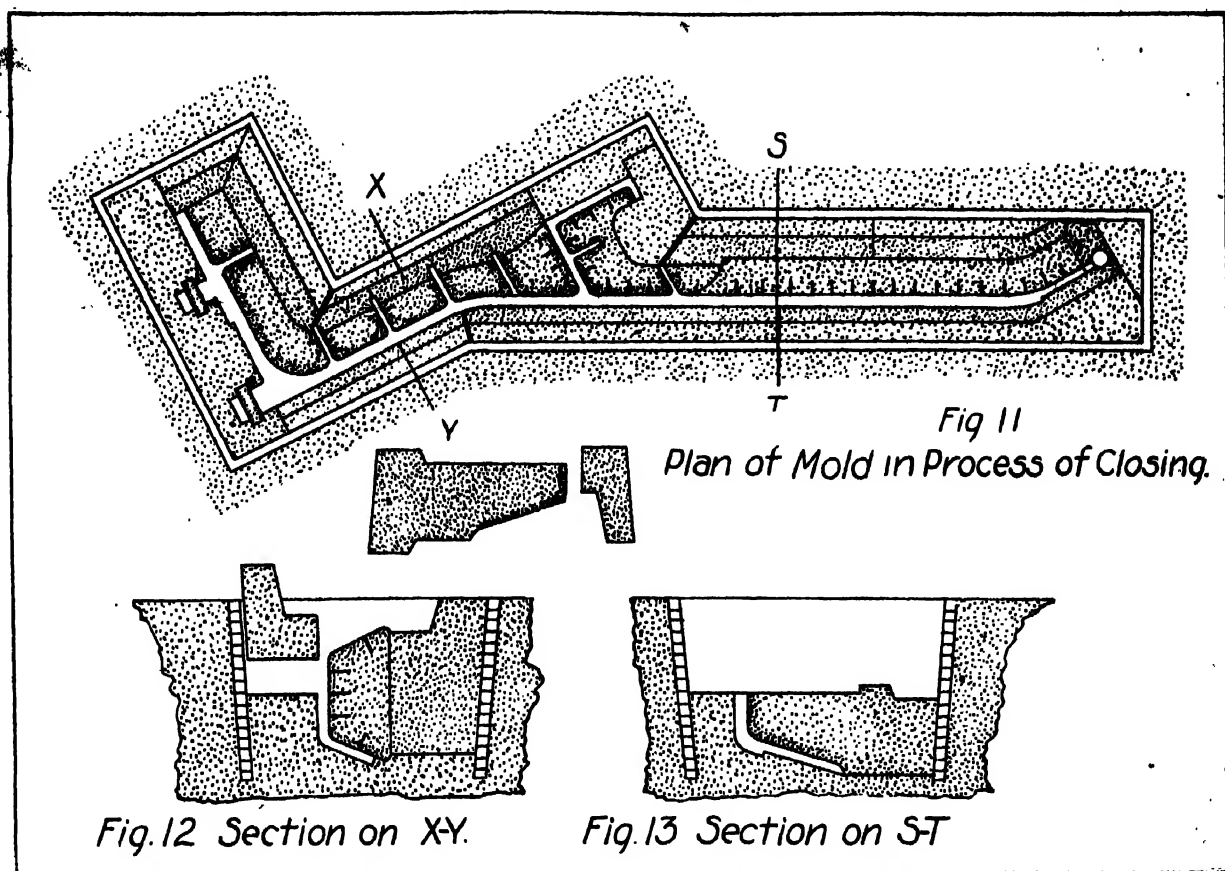 S
X
Y
T
Fig 11
Plan of Mold in Process of Closing.
Fig. 12 Section on X-Y.
Fig. 13 Section on S-T